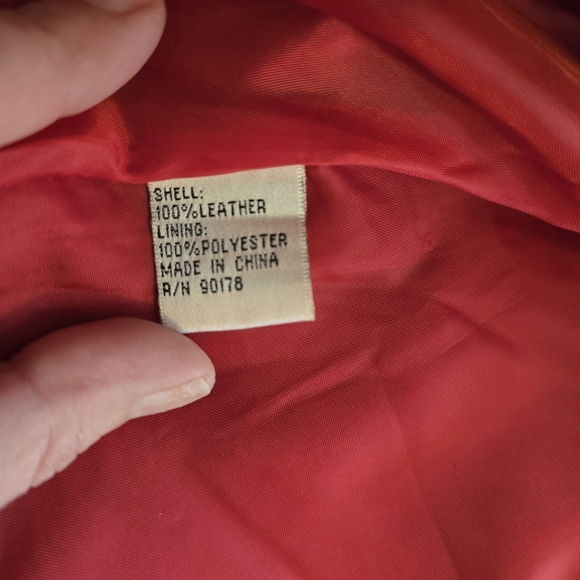 SHELL:
100%LEATHER
LINING:
100%POLYESTER
MADE IN CHINA
R/N 90178